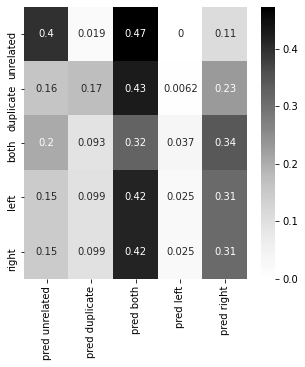 unrelated 0.4 0.019 0.47 0 0.11
duplicate 0.16 0.17 0.43 0.0062 0.23
both 0.2 0.093 0.32 0.037 0.34
left 0.15 0.099 0.42 0.025 0.31
right 0.15 0.099 0.42 0.025 0.31
pred unrelated
pred duplicate
pred both
pred left
pred right
0.4
0.3
0.2
0.1
0.0